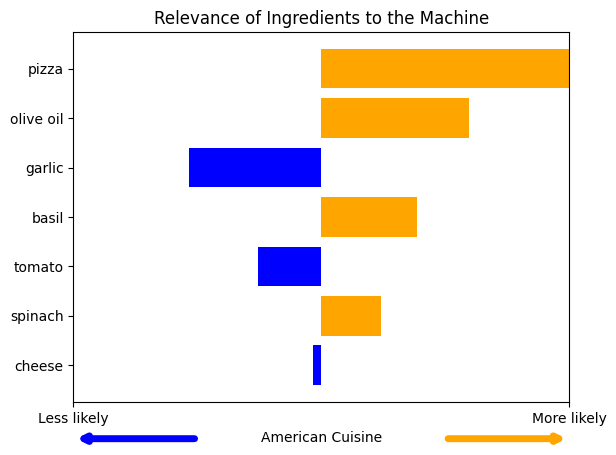 Relevance of Ingredients to the Machine
pizza
olive oil
garlic
basil
tomato
spinach
cheese
Less likely
More likely
American Cuisine